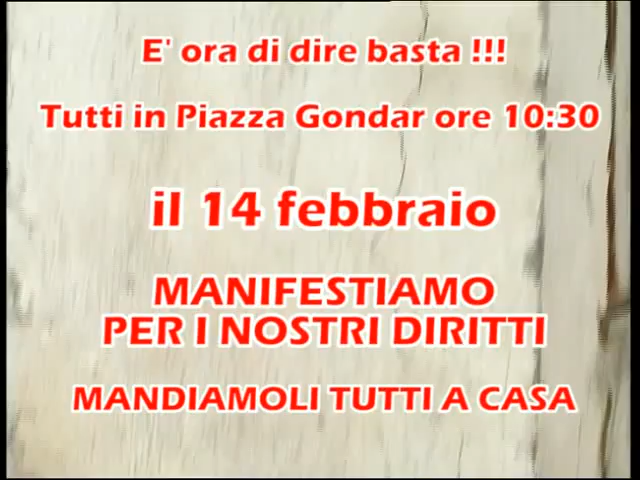 E' ora di dire basta !!!
Tutti in Piazza Gondar ore 10:30
il 14 febbraio
MANIFESTIAMO
PER I NOSTRI DIRITTI
MANDIAMOLI TUTTI A CASA